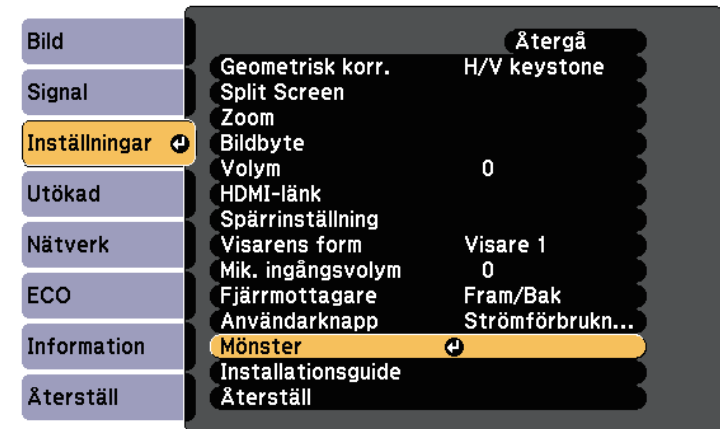 Bild
Signal
Inställningar
Utökad
Nätverk
ECO
Information
Återställ
Återgå
Geometrisk korr. H/V keystone
Split Screen
Zoom
Bildbyte
Volym 0
HDMI-länk
Spärrinställning
Visarens form Visare 1
Mik. ingångsvolym 0
Fjärrmottagare Fram/Bak
Användarknapp Strömförbrukn...
Mönster
Installationsguide
Återställ